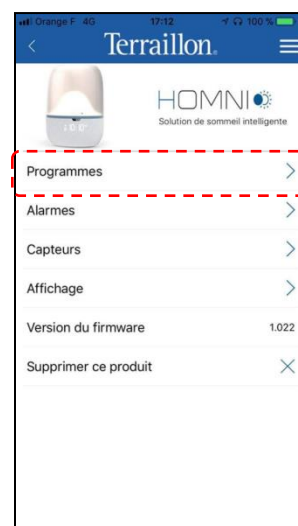 Orange F 4G 17:12 100 %
Terraillon.
HOMNI
Solution de sommeil intelligente
Programmes
Alarmes
Capteurs
Affichage
Version du firmware 1.022
Supprimer ce produit